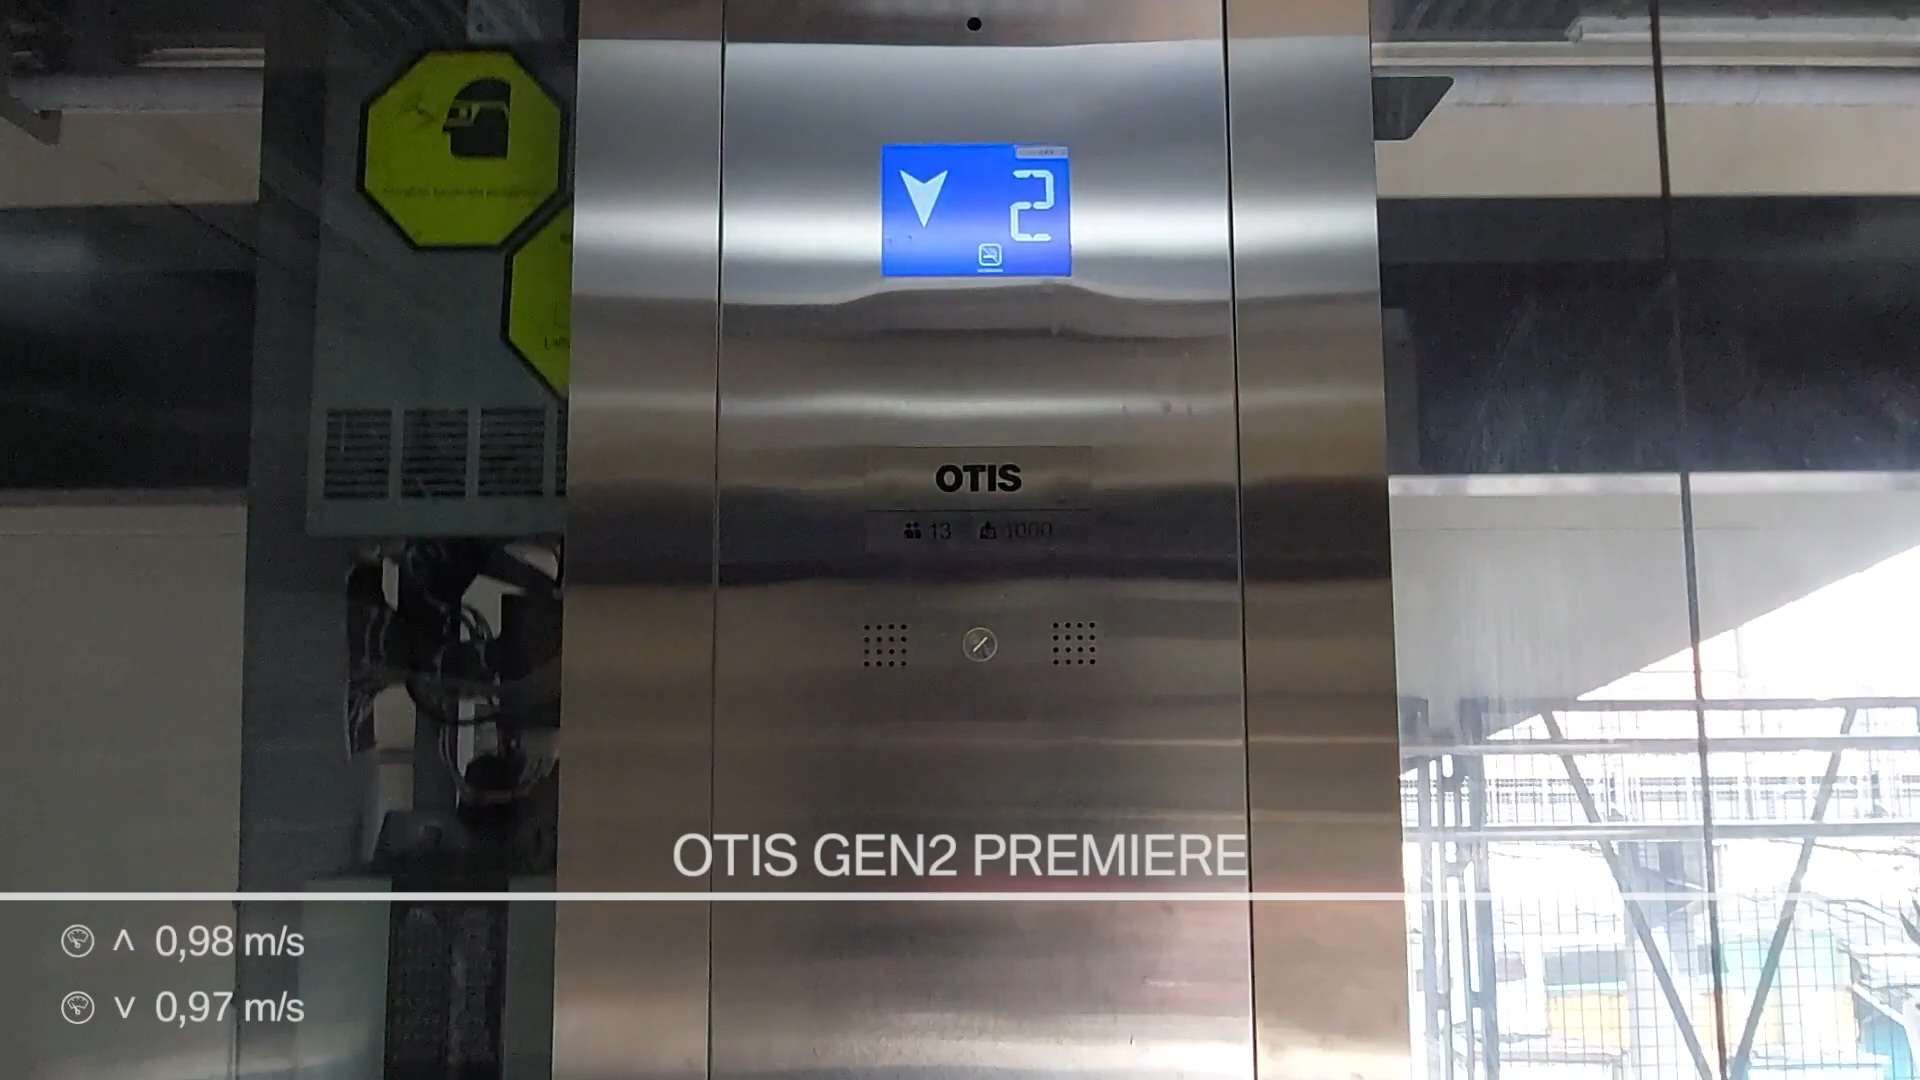 2
OTIS
13 1000
OTIS GEN2 PREMIERE
0,98 m/s
0,97 m/s